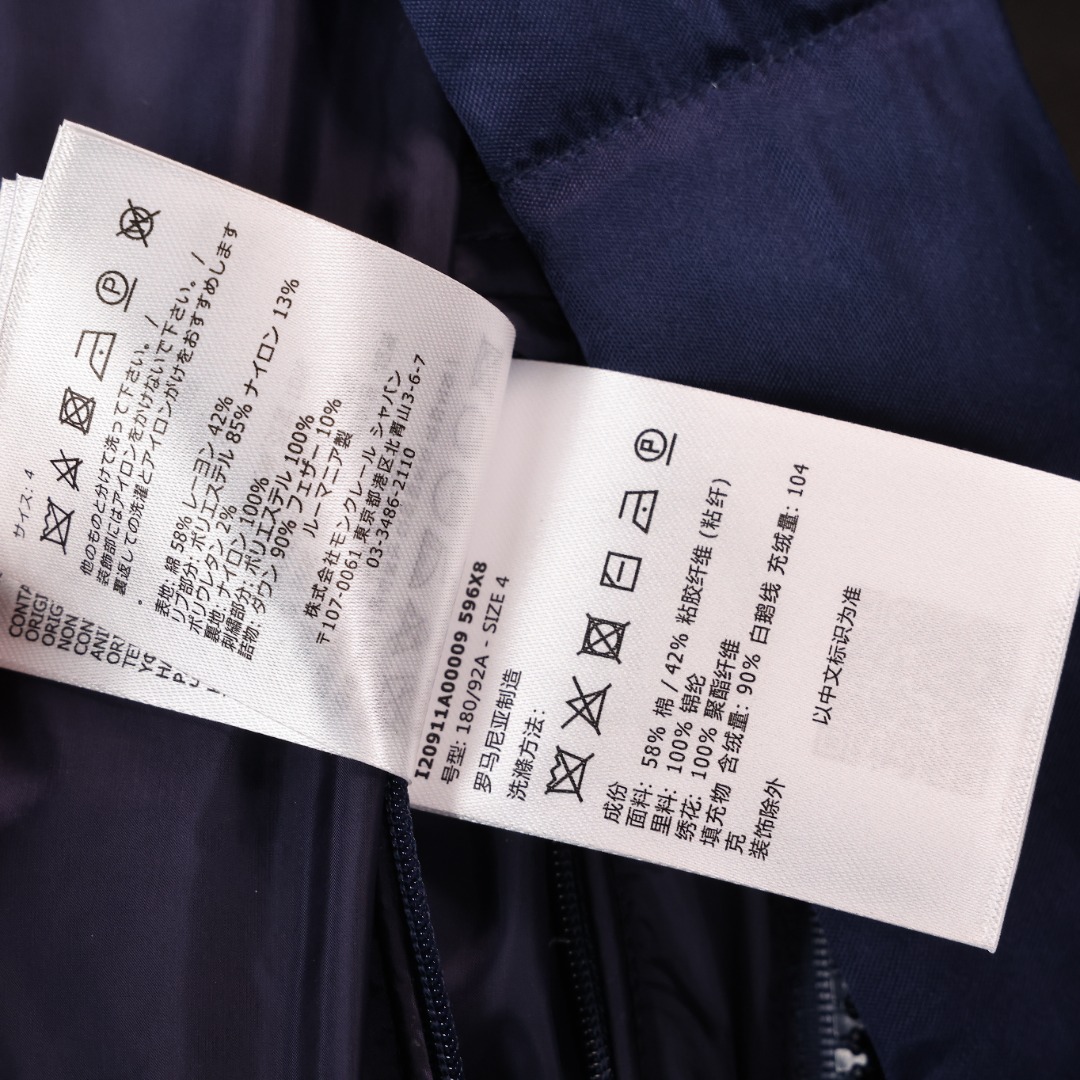 サイズ: 4
他のものと分けて洗って下さい。 /
装飾部にはアイロンをかけないで下さい。 /
裏返しての洗濯とアイロンがけをおすすめします
.
表地: 綿 58% レーヨン 42%
リブ部分: ポリエステル 85% ナイロン 13%
ポリウレタン 2%
裏地: ナイロン 100%
刺繍部分: ポリエステル 100%
詰物: ダウン 90% フェザー 10%
ルーマニア製
株式会社モンクレール ジャパン
〒107-0061 東京都港区北青山3-6-7
03-3486-2110
ORIGI
ORIG
NON
CON
ANI
I20911A00009 596X8
号型: 180/92A - SIZE 4
罗马尼亚制造
洗滌方法:
成份
面料: 58% 棉 / 42% 粘胶纤维 (粘纤)
里料: 100% 锦纶
绣花: 100% 聚酯纤维
填充物 含绒量: 90% 白鹅线 充绒量: 104
克
装饰除外
以中文标识为准